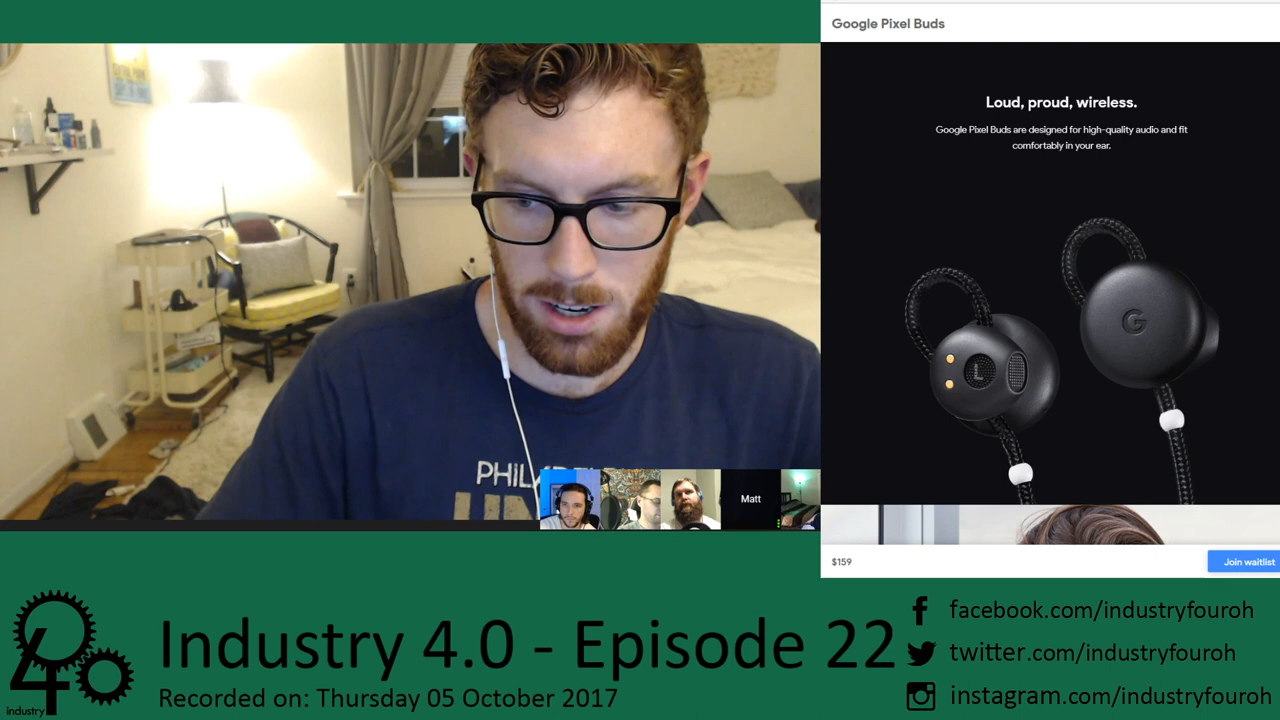 Google Pixel Buds
Loud, proud, wireless.
Google Pixel Buds are designed for high-quality audio and fit
comfortably in your ear.
G
L
Matt
$159
Join waitlist
4.0
industry
Industry 4.0 - Episode 22
Recorded on: Thursday 05 October 2017
facebook.com/industryfouroh
twitter.com/industryfouroh
instagram.com/industryfouroh